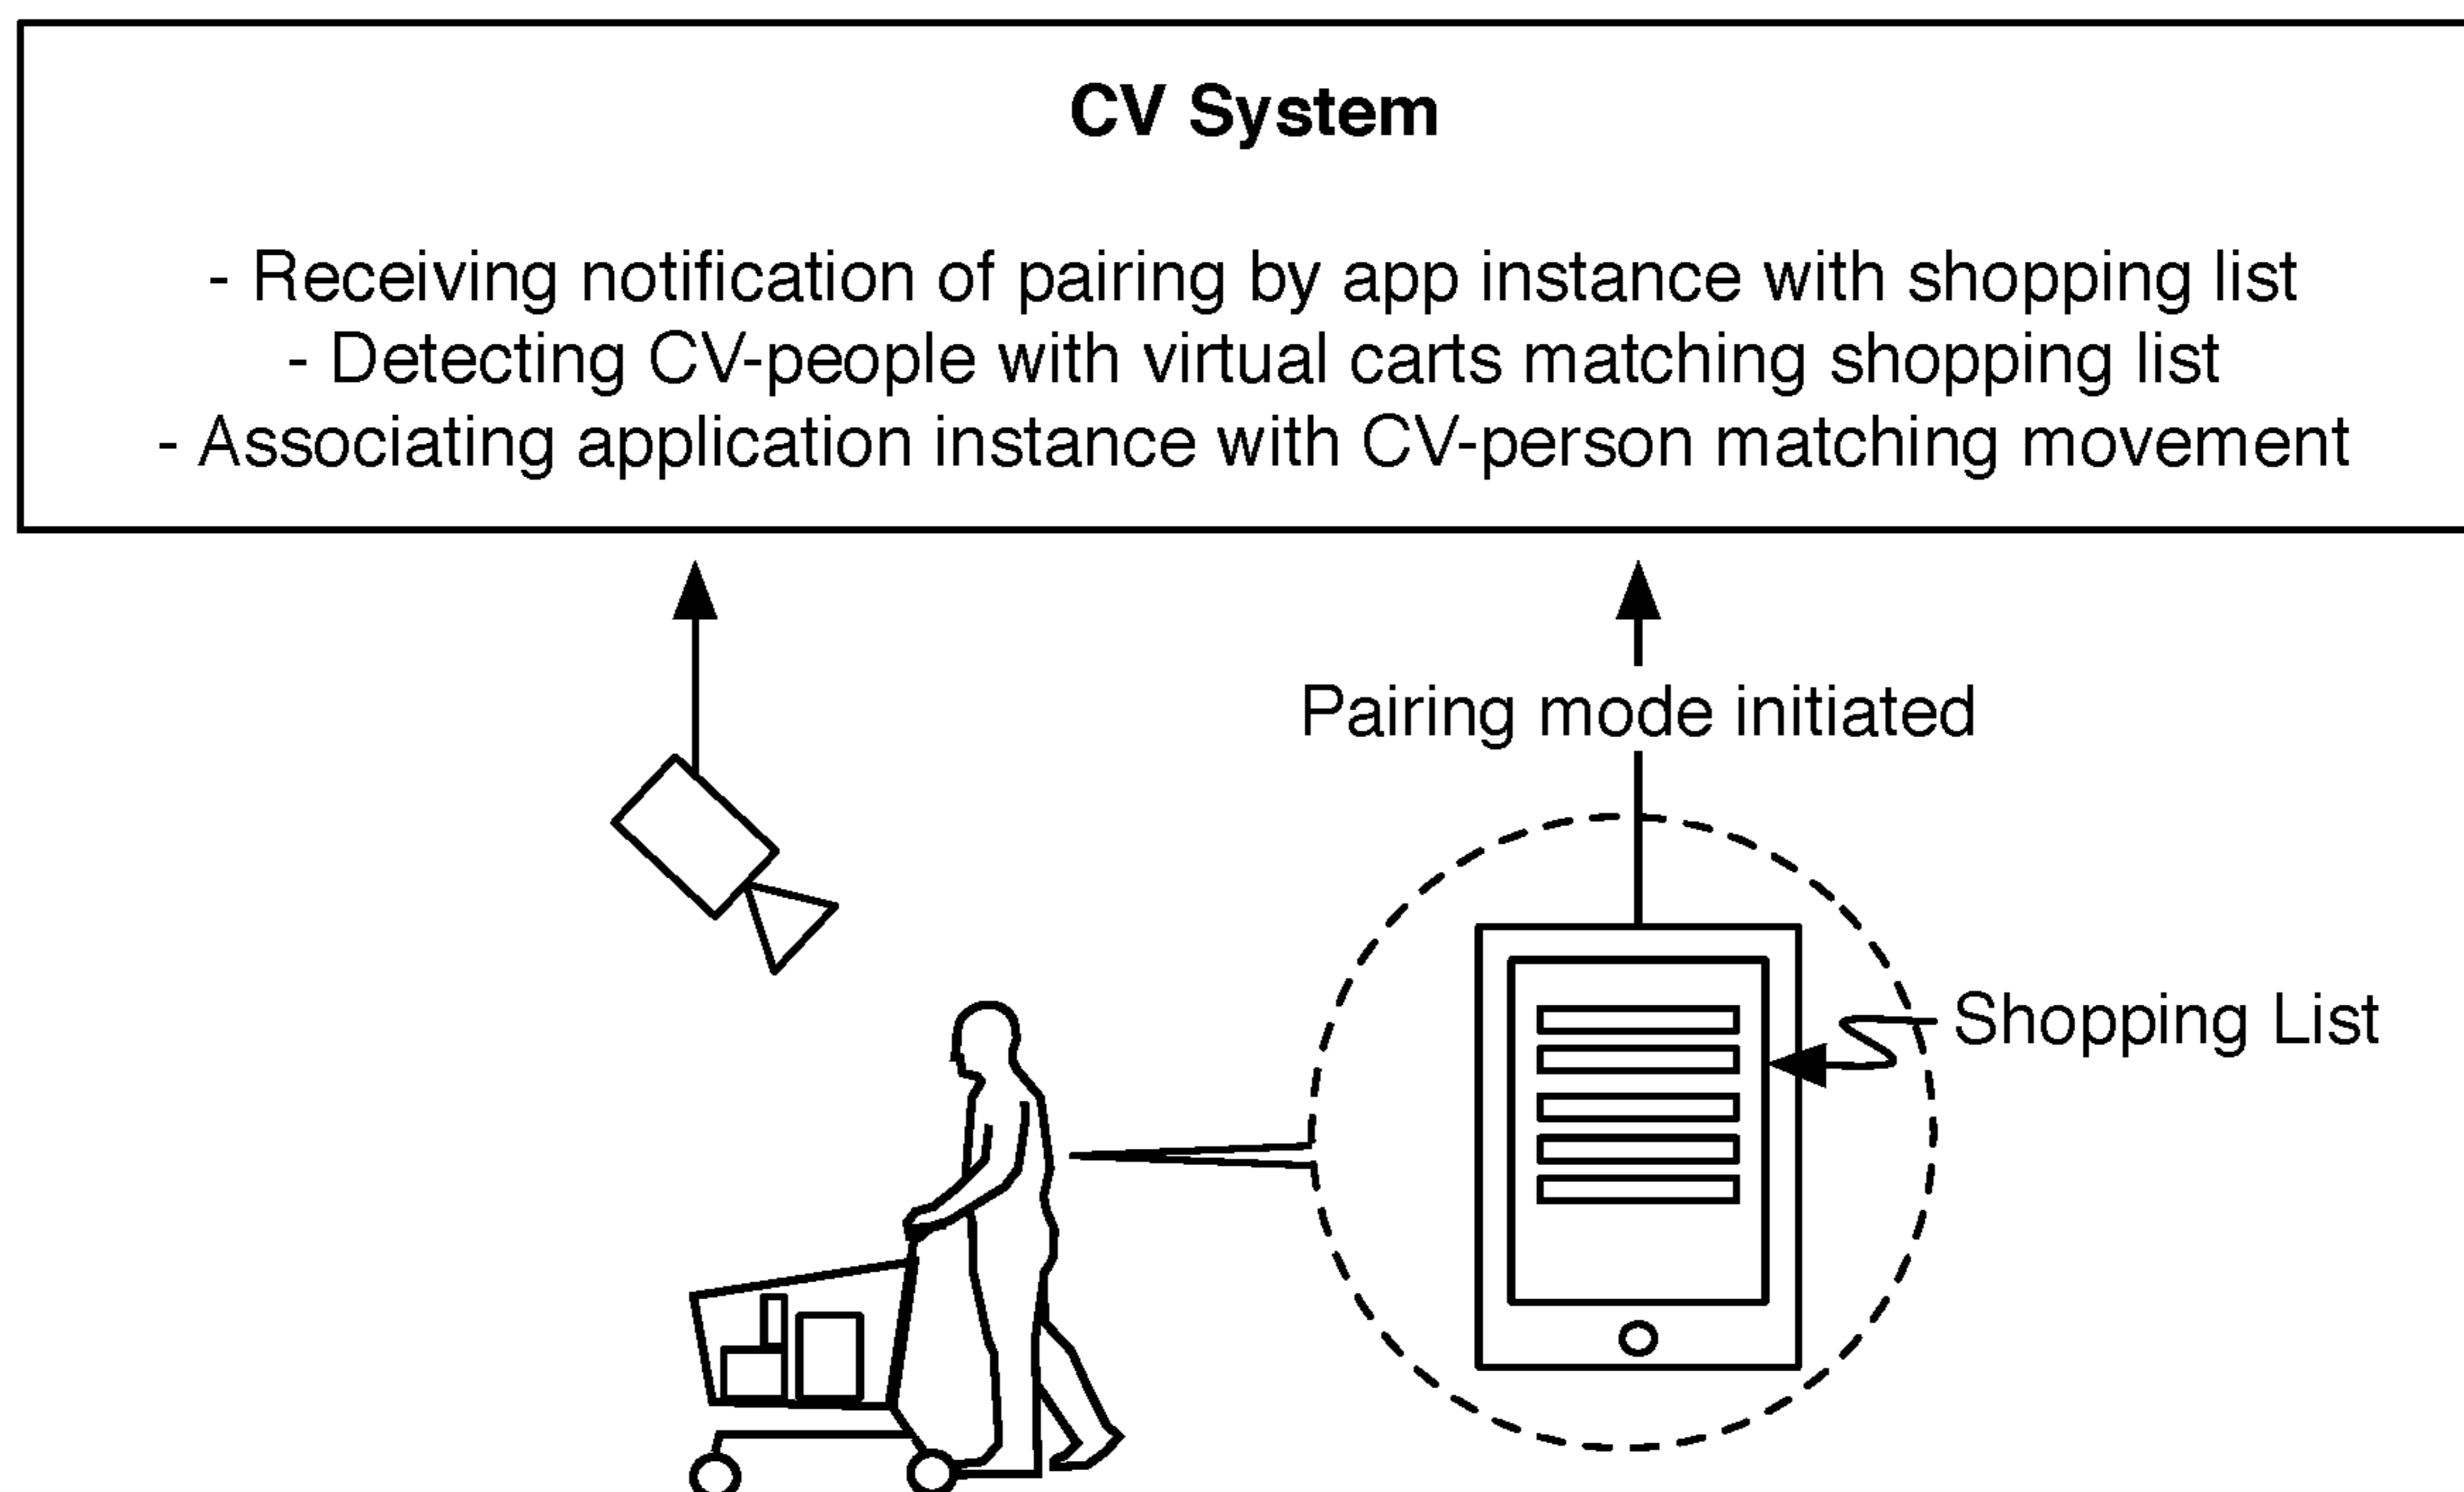 CV System
- Receiving notification of pairing by app instance with shopping list
- Detecting CV-people with virtual carts matching shopping list
- Associating application instance with CV-person matching movement
Pairing mode initiated
Shopping List